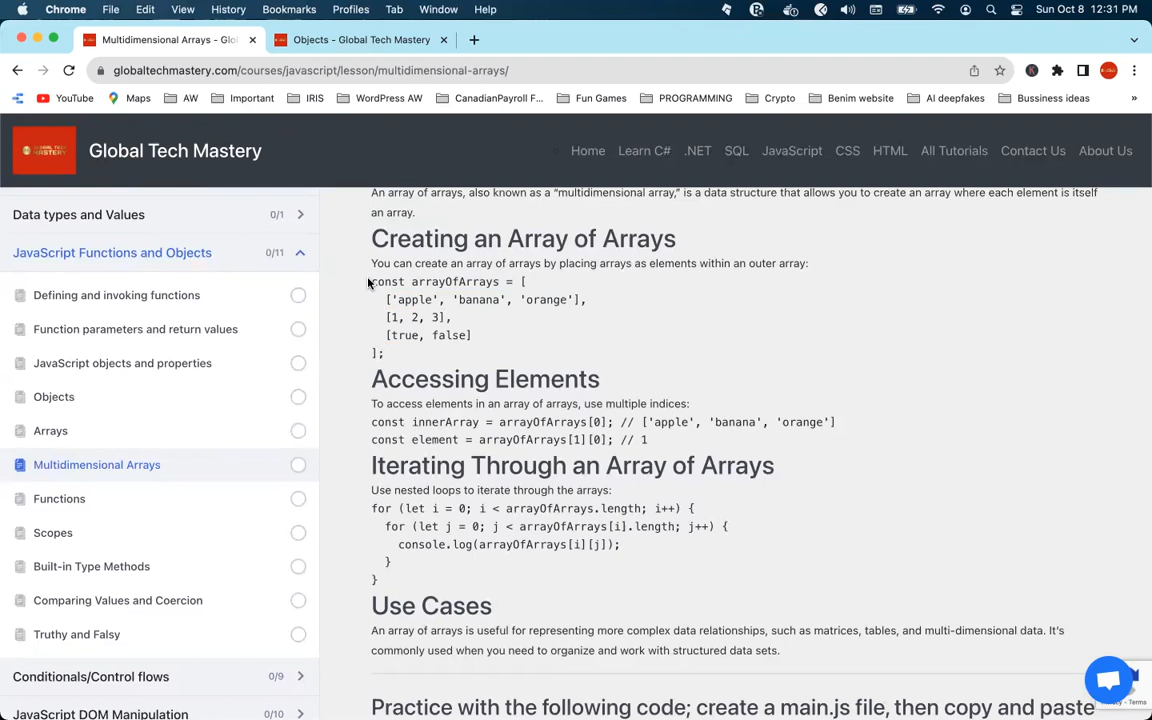 Chrome File Edit View History Bookmarks Profiles Tab Window Help Sun Oct 8 12:31 PM
Multidimensional Arrays - Glo Objects - Global Tech Mastery
globaltechmastery.com/courses/javascript/lesson/multidimensional-arrays/
YouTube Maps AW Important IRIS WordPress AW CanadianPayroll F... Fun Games PROGRAMMING Crypto Benim website AI deepfakes Bussiness ideas »
Global Tech Mastery Home Learn C# .NET SQL JavaScript CSS HTML All Tutorials Contact Us About Us
Data types and Values 0/1
JavaScript Functions and Objects 0/11
Defining and invoking functions
Function parameters and return values
JavaScript objects and properties
Objects
Arrays
Multidimensional Arrays
Functions
Scopes
Built-in Type Methods
Comparing Values and Coercion
Truthy and Falsy
Conditionals/Control flows 0/9
JavaScript DOM Manipulation 0/10
An array of arrays, also known as a “multidimensional array,” is a data structure that allows you to create an array where each element is itself
an array.
Creating an Array of Arrays
You can create an array of arrays by placing arrays as elements within an outer array:
const arrayOfArrays = [
['apple', 'banana', 'orange'],
[1, 2, 3],
[true, false]
];
Accessing Elements
To access elements in an array of arrays, use multiple indices:
const innerArray = arrayOfArrays[0]; // ['apple', 'banana', 'orange']
const element = arrayOfArrays[1][0]; // 1
Iterating Through an Array of Arrays
Use nested loops to iterate through the arrays:
for (let i = 0; i < arrayOfArrays.length; i++) {
for (let j = 0; j < arrayOfArrays[i].length; j++) {
console.log(arrayOfArrays[i][j]);
}
}
Use Cases
An array of arrays is useful for representing more complex data relationships, such as matrices, tables, and multi-dimensional data. It’s
commonly used when you need to organize and work with structured data sets.
Practice with the following code; create a main.js file, then copy and paste